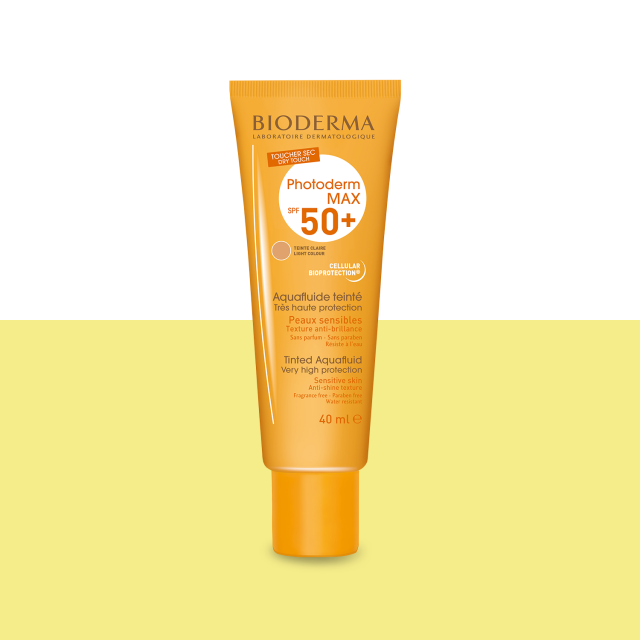 BIODERMA
LABORATOIRE DERMATOLOGIQUE
TOUCHER SEC
DRY TOUCH
Photoderm
MAX
SPF 50+
TEINTE CLAIRE
LIGHT COLOUR
CELLULAR
BIOPROTECTION®
Aquafluide teinté
Très haute protection
Peaux sensibles
Texture anti-brillance
Sans parfum - Sans paraben
Résiste à l'eau
Tinted Aquafluid
Very high protection
Sensitive skin
Anti-shine texture
Fragrance free - Paraben free
Water resistant
40 ml ℮